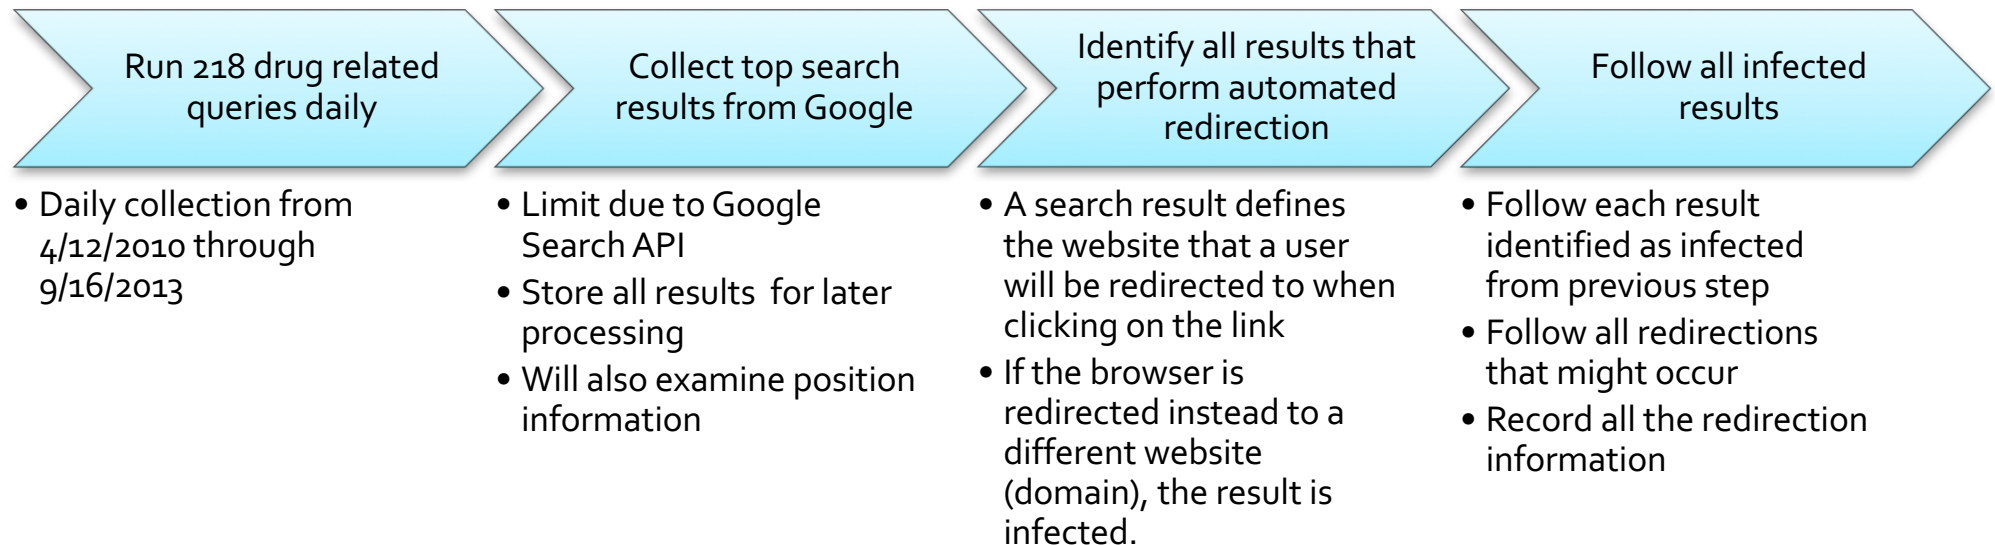 Run 218 drug related
queries daily
• Daily collection from
4/12/2010 through
9/16/2013
Collect top search
results from Google
• Limit due to Google
Search API
• Store all results  for later
processing
• Will also examine position
information
Identify all results that
perform automated
redirection
• A search result defines
the website that a user
will be redirected to when
clicking on the link
• If the browser is
redirected instead to a
different website
(domain), the result is
infected.
Follow all infected
results
• Follow each result
identified as infected
from previous step
• Follow all redirections
that might occur
• Record all the redirection
information